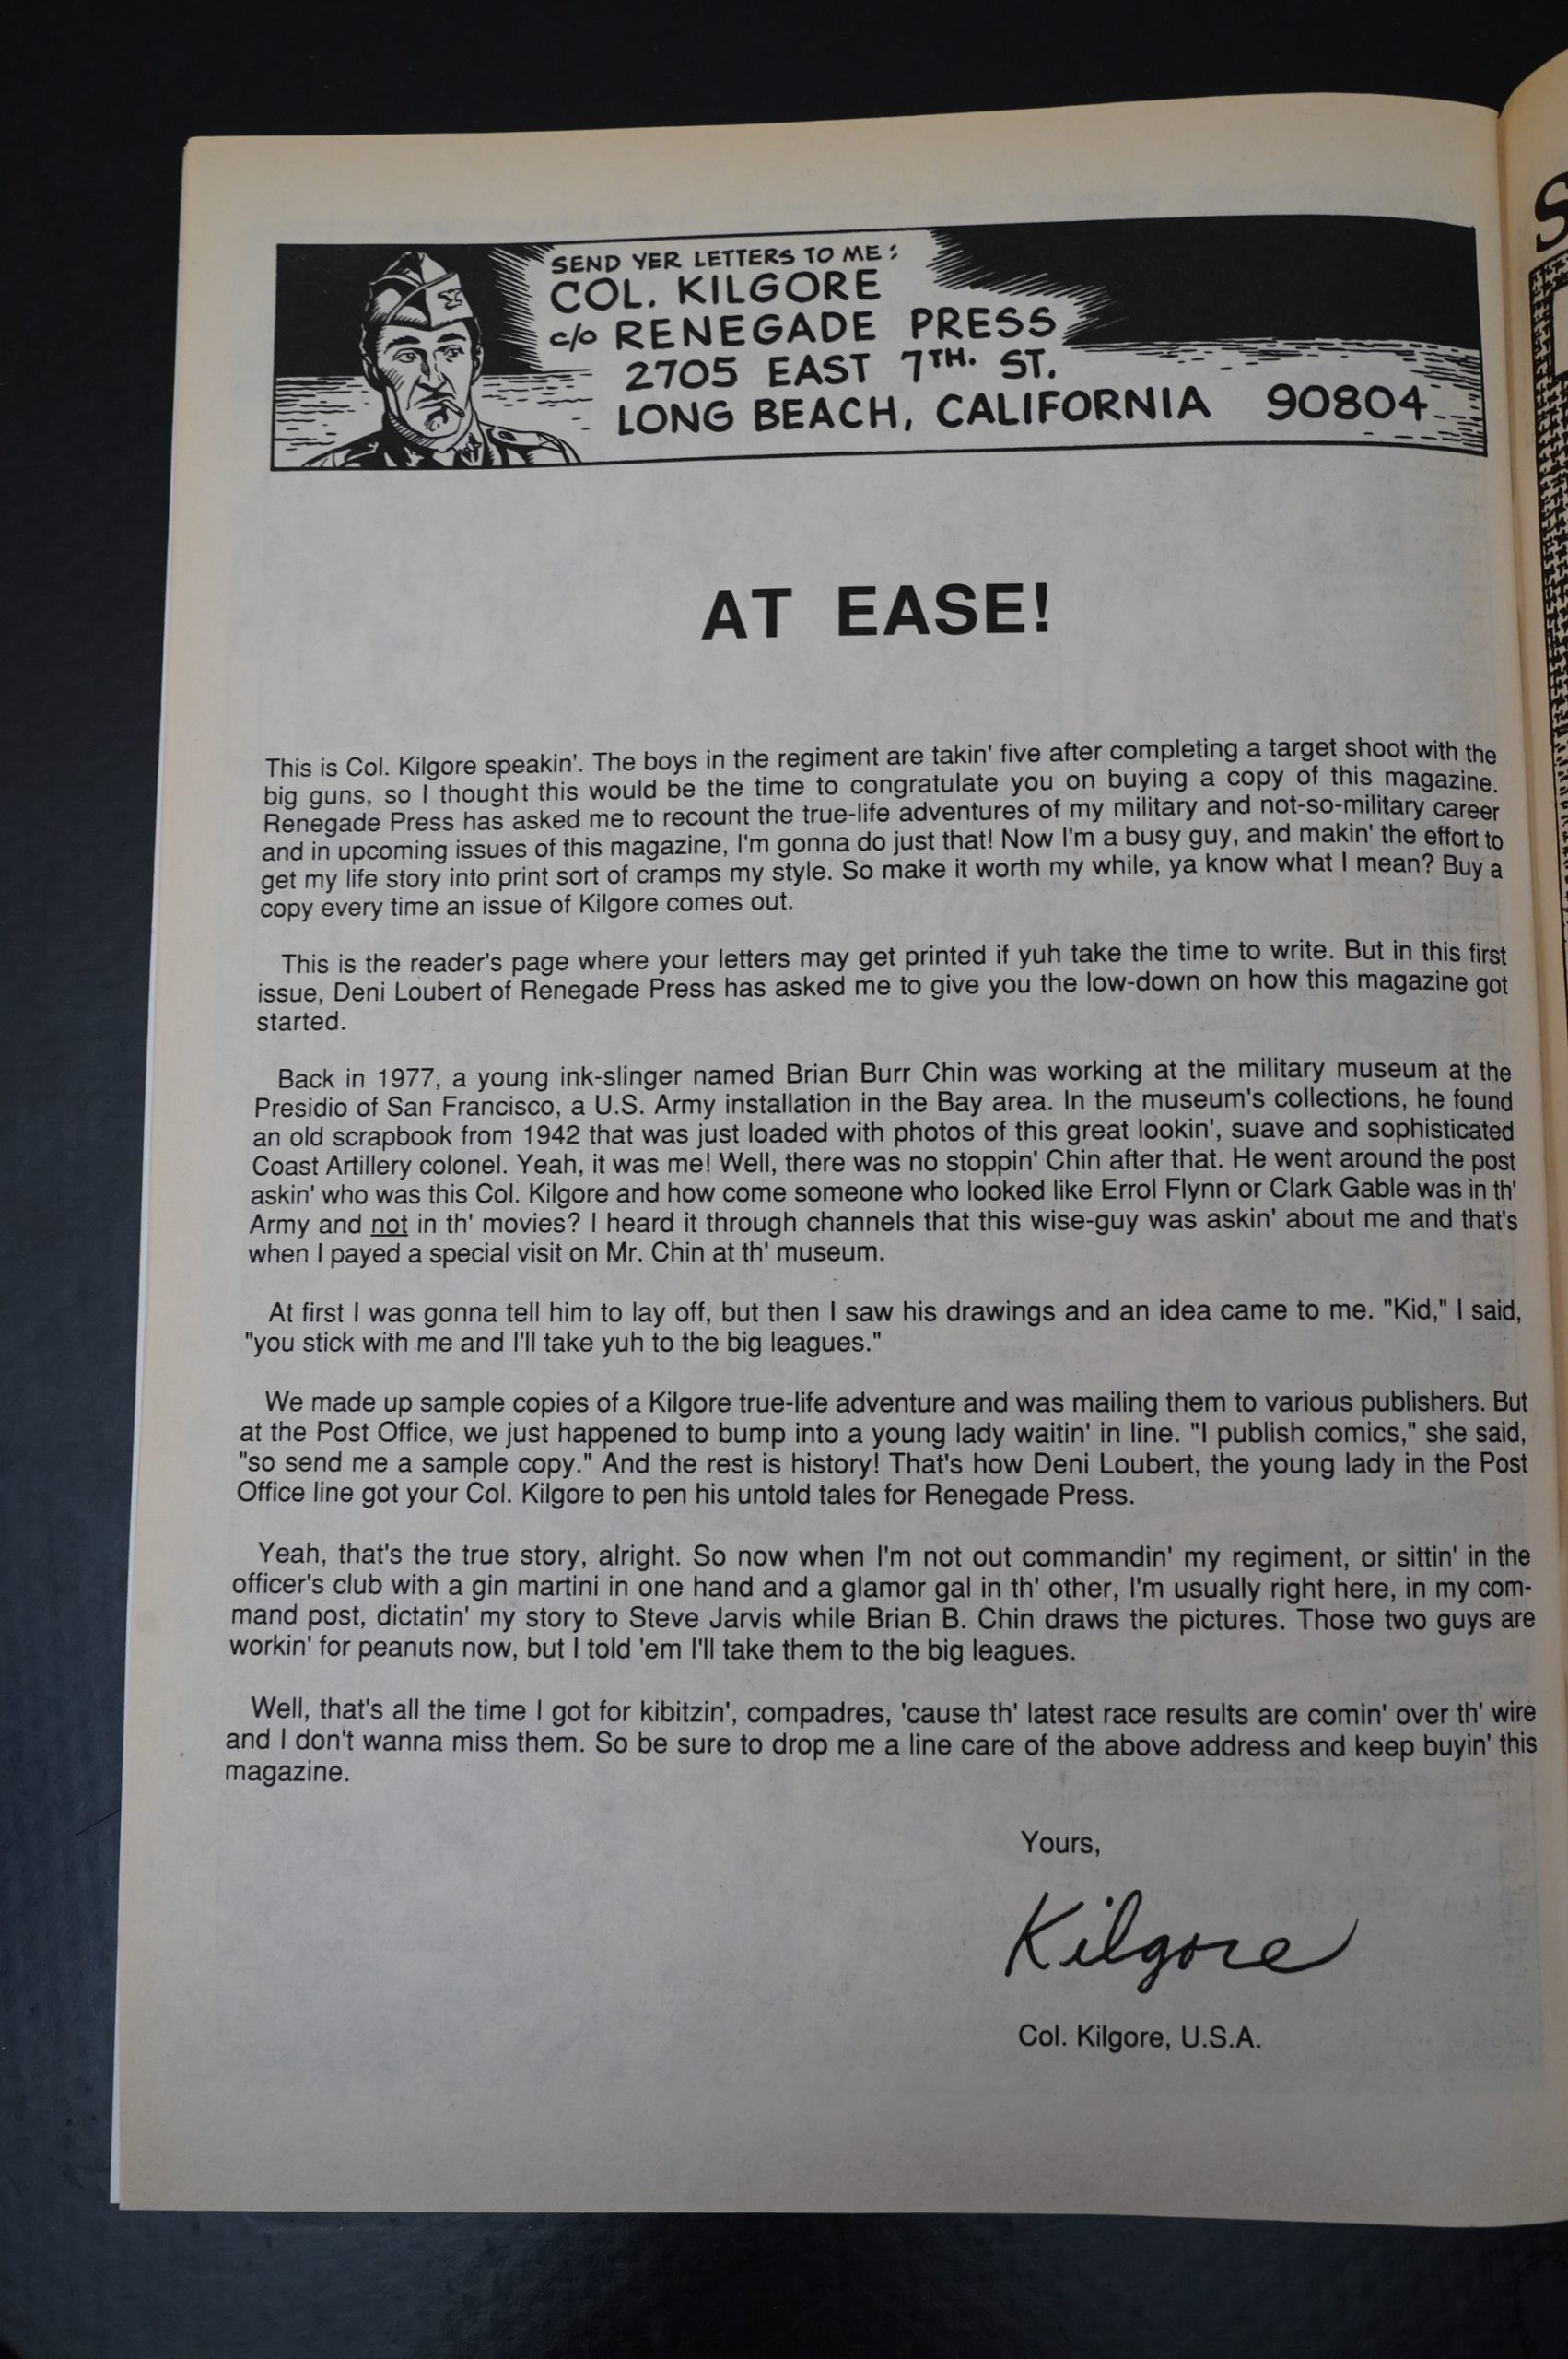 SEND YER LETTERS TO ME:
COL. KILGORE
c/o RENEGADE PRESS
2705 EAST 7TH. ST.
LONG BEACH, CALIFORNIA 90804
AT EASE!
This is Col. Kilgore speakin'. The boys in the regiment are takin' five after completing a target shoot with the
big guns, so I thought this would be the time to congratulate you on buying a copy of this magazine.
Renegade Press has asked me to recount the true-life adventures of my military and not-so-military career
and in upcoming issues of this magazine, I'm gonna do just that! Now I'm a busy guy, and makin' the effort to
get my life story into print sort of cramps my style. So make it worth my while, ya know what I mean? Buy a
copy every time an issue of Kilgore comes out.
This is the reader's page where your letters may get printed if yuh take the time to write. But in this first
issue, Deni Loubert of Renegade Press has asked me to give you the low-down on how this magazine got
started.
Back in 1977, a young ink-slinger named Brian Burr Chin was working at the military museum at the
Presidio of San Francisco, a U.S. Army installation in the Bay area. In the museum's collections, he found
an old scrapbook from 1942 that was just loaded with photos of this great lookin', suave and sophisticated
Coast Artillery colonel. Yeah, it was me! Well, there was no stoppin' Chin after that. He went around the post
askin' who was this Col. Kilgore and how come someone who looked like Errol Flynn or Clark Gable was in th'
Army and not in th' movies? I heard it through channels that this wise-guy was askin' about me and that's
when I payed a special visit on Mr. Chin at th' museum.
At first I was gonna tell him to lay off, but then I saw his drawings and an idea came to me. "Kid," I said,
"you stick with me and I'll take yuh to the big leagues."
We made up sample copies of a Kilgore true-life adventure and was mailing them to various publishers. But
at the Post Office, we just happened to bump into a young lady waitin' in line. "I publish comics," she said,
"so send me a sample copy." And the rest is history! That's how Deni Loubert, the young lady in the Post
Office line got your Col. Kilgore to pen his untold tales for Renegade Press.
Yeah, that's the true story, alright. So now when I'm not out commandin' my regiment, or sittin' in the
officer's club with a gin martini in one hand and a glamor gal in th' other, I'm usually right here, in my com-
mand post, dictatin' my story to Steve Jarvis while Brian B. Chin draws the pictures. Those two guys are
workin' for peanuts now, but I told 'em I'll take them to the big leagues.
Well, that's all the time I got for kibitzin', compadres, 'cause th' latest race results are comin' over th' wire
and I don't wanna miss them. So be sure to drop me a line care of the above address and keep buyin' this
magazine.
Yours,
Kilgore
Col. Kilgore, U.S.A.